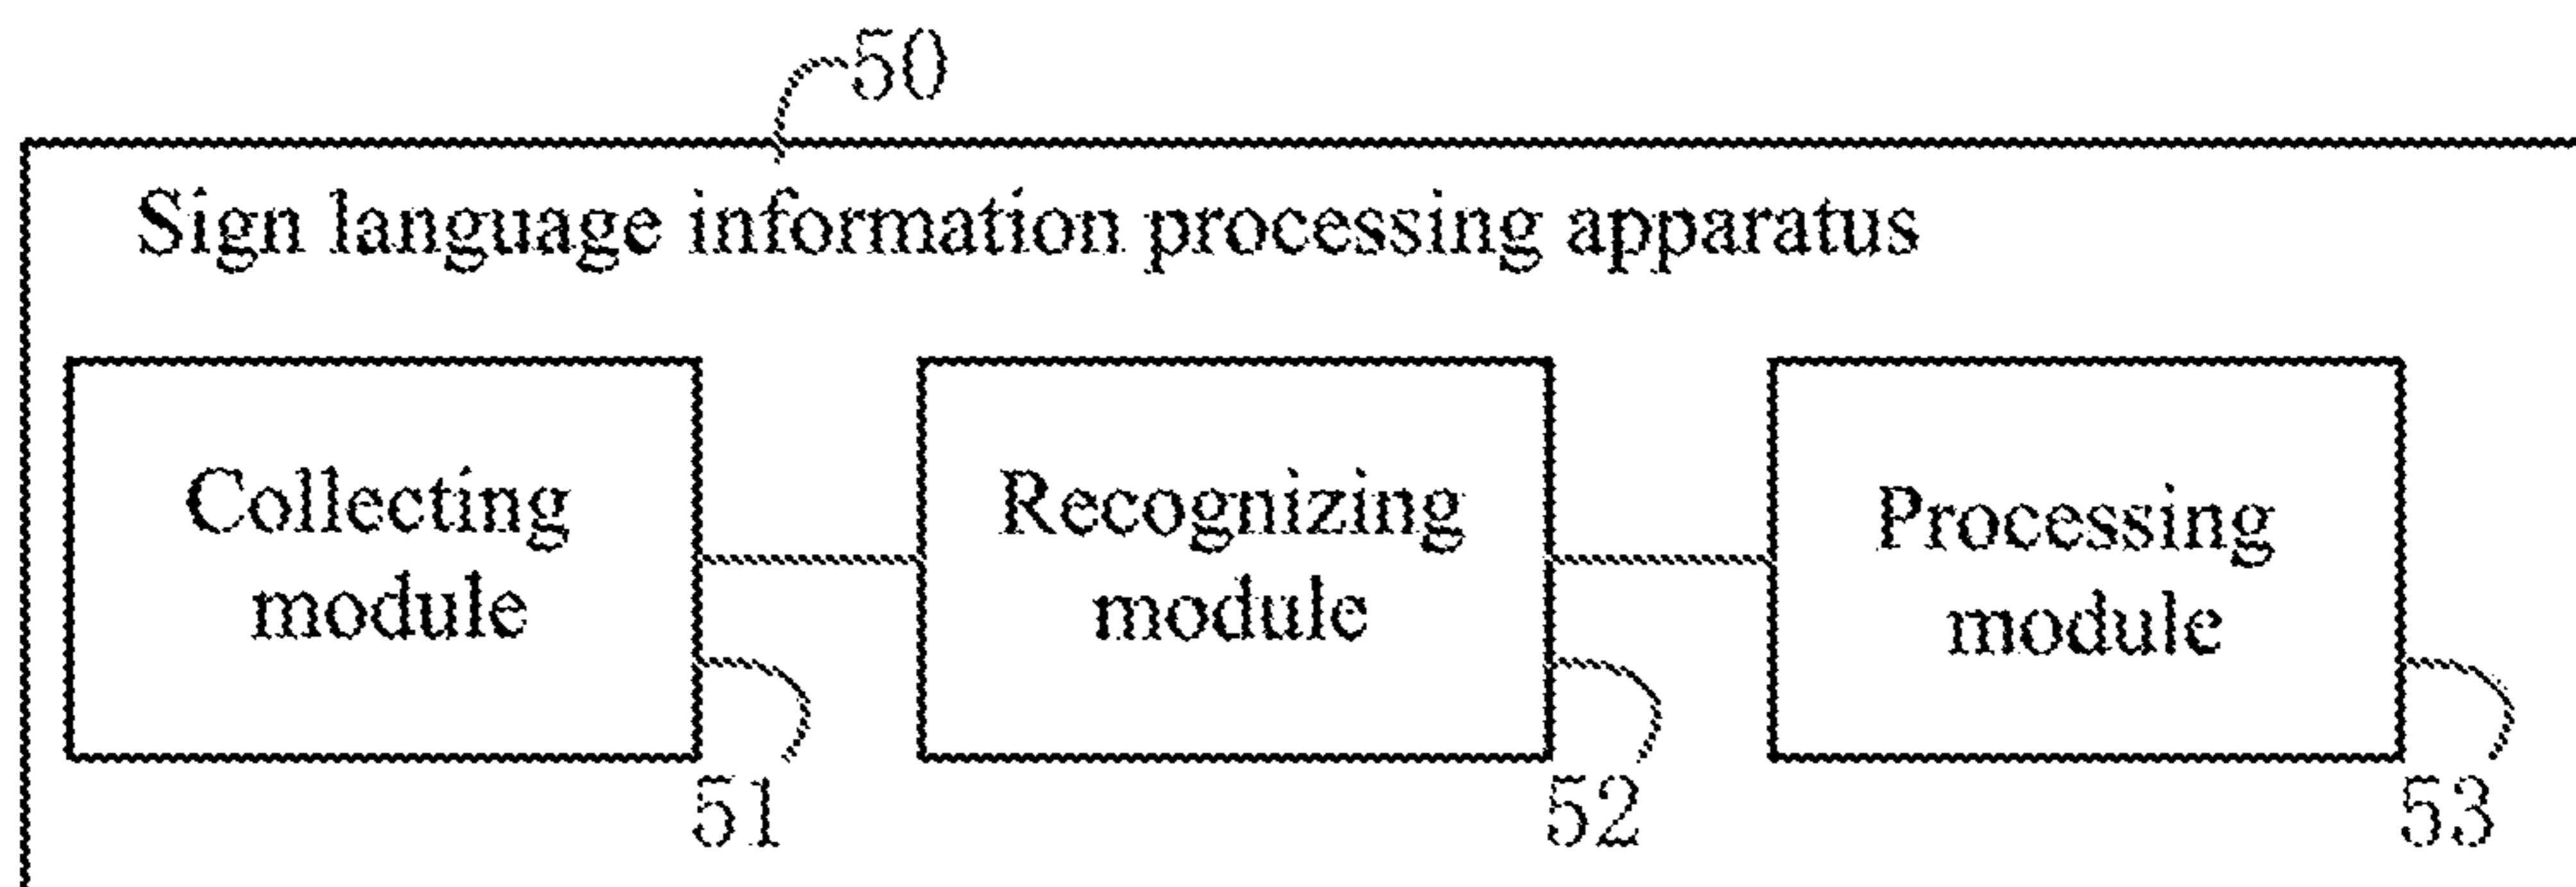 50
Sign language information processing apparatus
Collecting
module
Recognizing
module
Processing
module
51
52
53